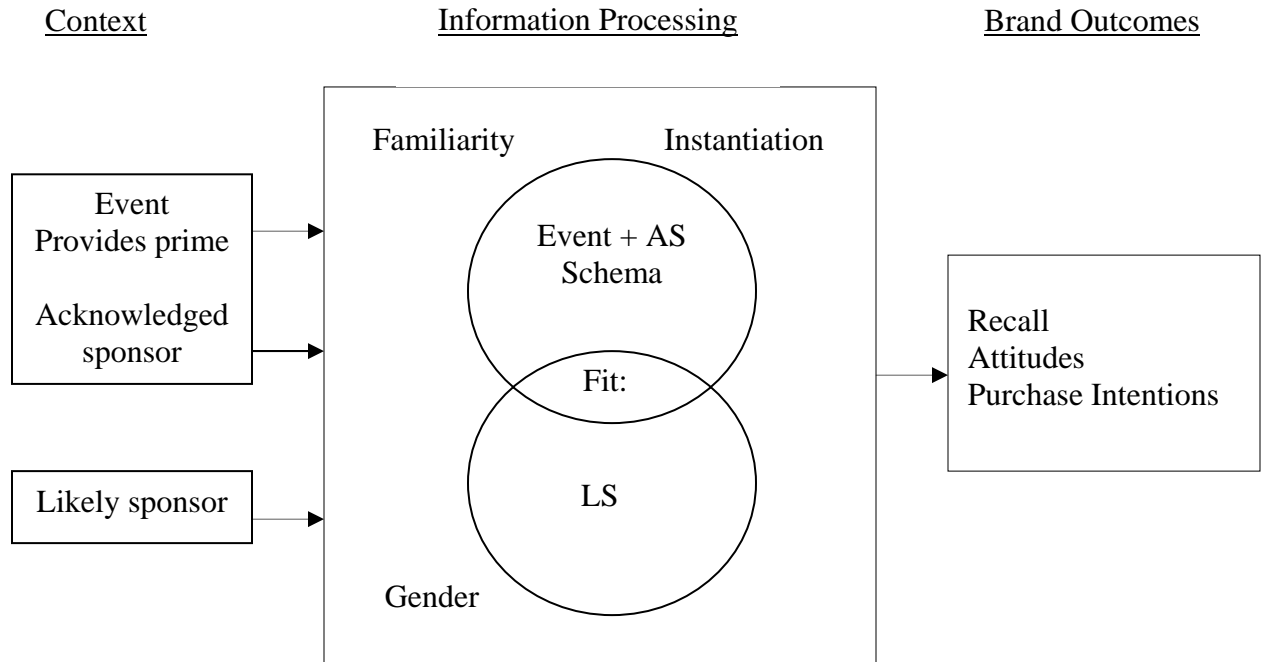 Context
Information Processing
Brand Outcomes
Event
Provides prime
Acknowledged
sponsor
Likely sponsor
Familiarity
Instantiation
Event + AS
Schema
Fit:
LS
Gender
Recall
Attitudes
Purchase Intentions